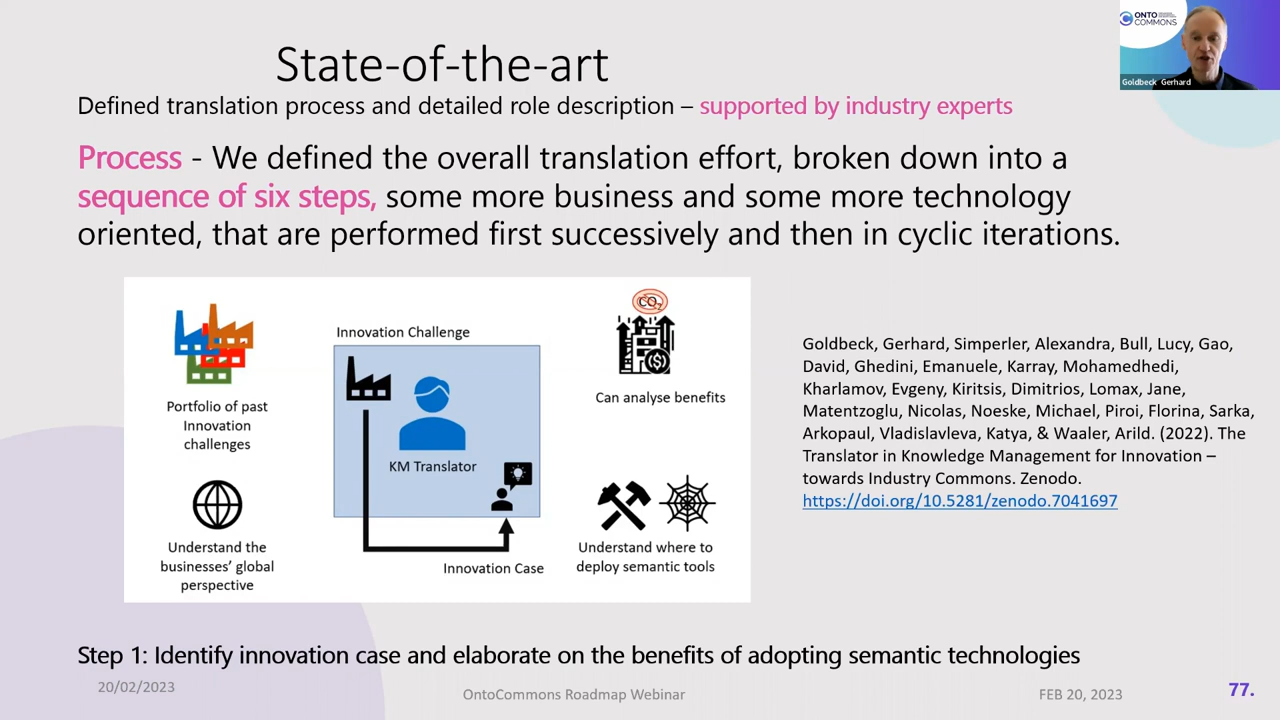 State-of-the-art
Defined translation process and detailed role description – supported by industry experts
Process - We defined the overall translation effort, broken down into a
sequence of six steps, some more business and some more technology
oriented, that are performed first successively and then in cyclic iterations.
ONTO
COMMONS
Goldbeck Gerhard
Portfolio of past
Innovation
challenges
Understand the
businesses’ global
perspective
Innovation Challenge
KM Translator
Innovation Case
CO2
Can analyse benefits
Understand where to
deploy semantic tools
Goldbeck, Gerhard, Simperler, Alexandra, Bull, Lucy, Gao,
David, Ghedini, Emanuele, Karray, Mohamedhedi,
Kharlamov, Evgeny, Kiritsis, Dimitrios, Lomax, Jane,
Matentzoglu, Nicolas, Noeske, Michael, Piroi, Florina, Sarka,
Arkopaul, Vladislavleva, Katya, & Waaler, Arild. (2022). The
Translator in Knowledge Management for Innovation –
towards Industry Commons. Zenodo.
https://doi.org/10.5281/zenodo.7041697
Step 1: Identify innovation case and elaborate on the benefits of adopting semantic technologies
20/02/2023
OntoCommons Roadmap Webinar
FEB 20, 2023
77.